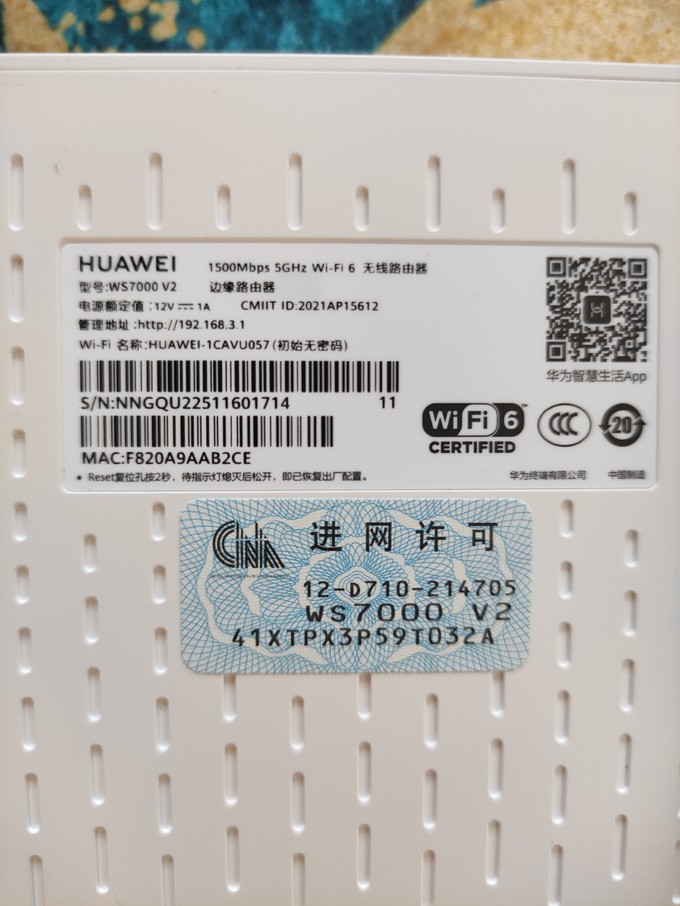 HUAWEI 1500Mbps 5GHz Wi-Fi 6 无线路由器
型号:WS7000 V2 边缘路由器
电源额定值:12V⎓1A CMIIT ID:2021AP15612
管理地址:http://192.168.3.1
Wi-Fi 名称:HUAWEI-1CAVU057(初始无密码)
华为智慧生活App
S/N:NNGQU22511601714 11
Wi Fi 6™
CERTIFIED
CCC
20
MAC:F820A9AAB2CE
• Reset复位孔按2秒,待指示灯熄灭后松开,即已恢复出厂配置。
华为终端有限公司 中国制造
进网许可
12-D710-214705
WS7000 V2
41XTPX3P59T032A